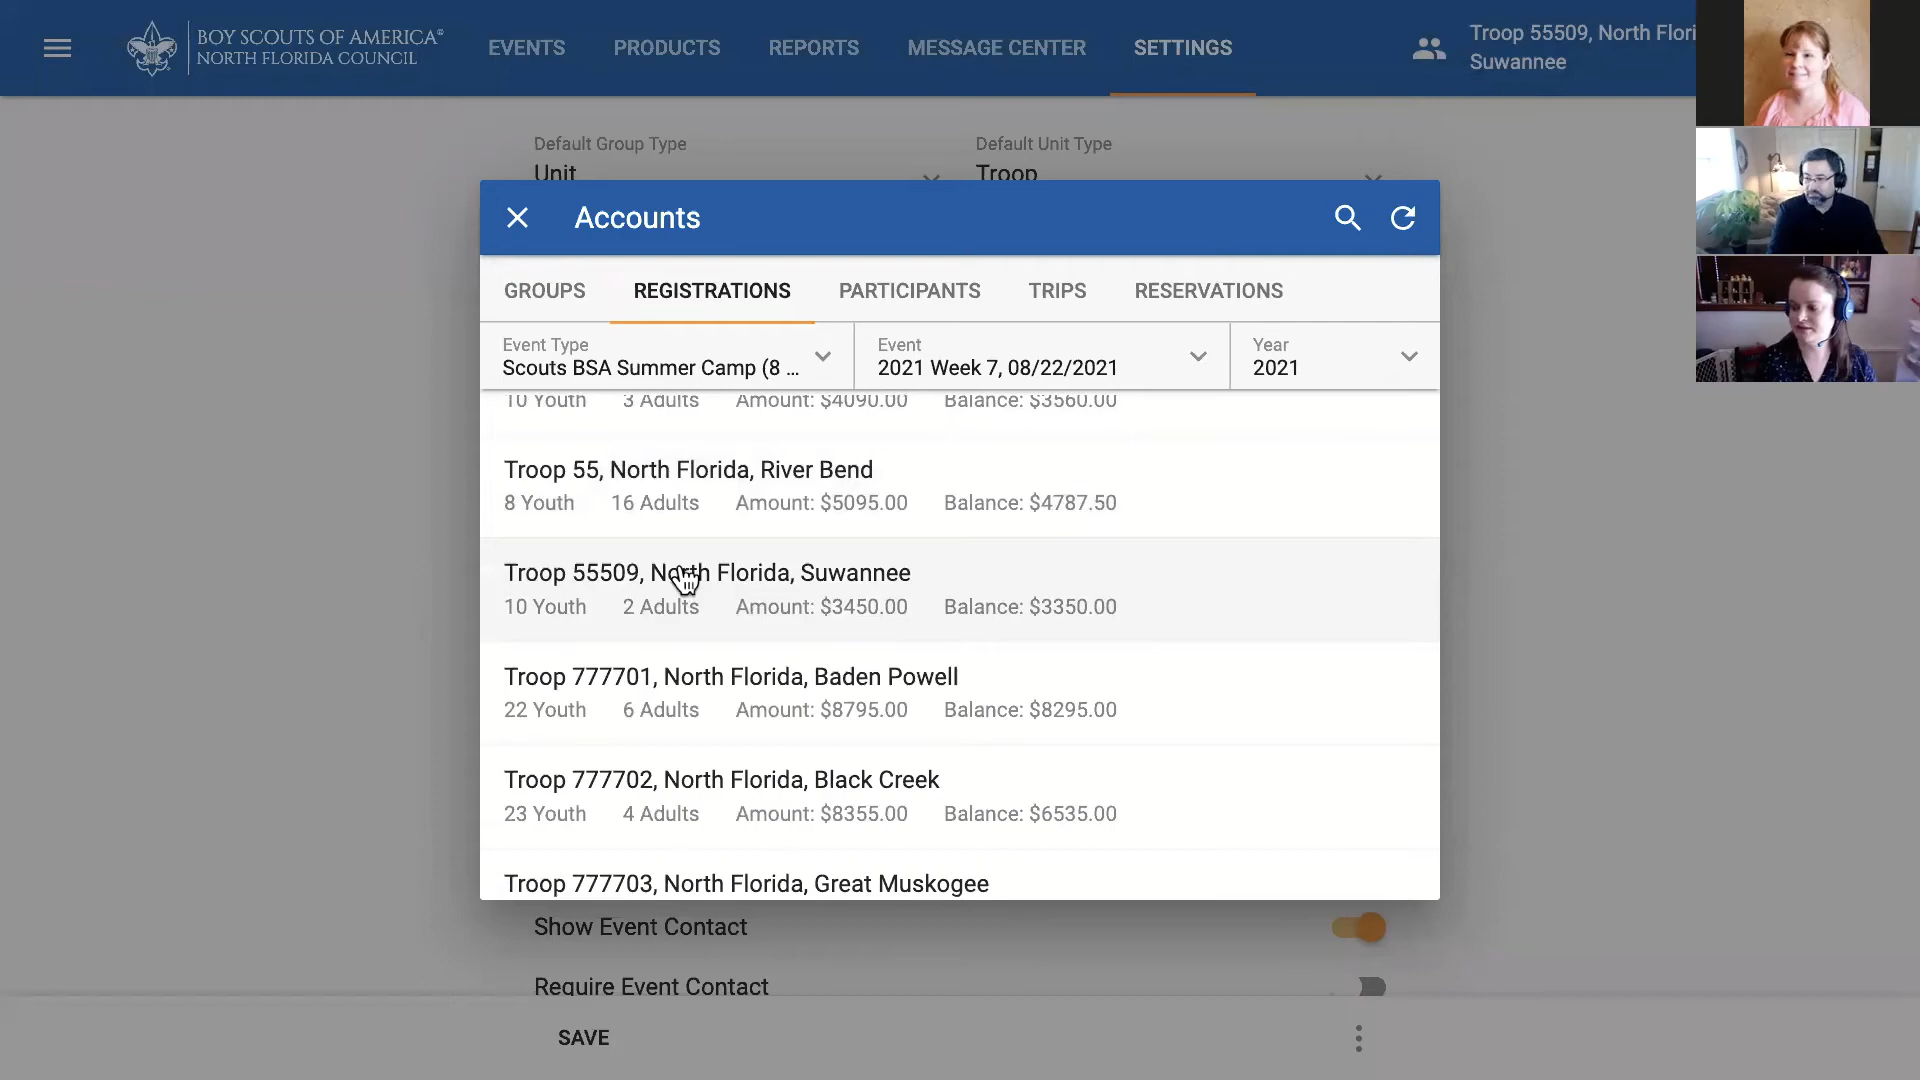 BOY SCOUTS OF AMERICA®
NORTH FLORIDA COUNCIL
EVENTS
PRODUCTS
REPORTS
MESSAGE CENTER
SETTINGS
Troop 55509, North Flori
Suwannee
Default Group Type
Unit
Default Unit Type
Troop
Accounts
GROUPS
REGISTRATIONS
PARTICIPANTS
TRIPS
RESERVATIONS
Event Type
Scouts BSA Summer Camp (8 ...
Event
2021 Week 7, 08/22/2021
Year
2021
10 Youth 3 Adults Amount: $4090.00 Balance: $3560.00
Troop 55, North Florida, River Bend
8 Youth 16 Adults Amount: $5095.00 Balance: $4787.50
Troop 55509, North Florida, Suwannee
10 Youth 2 Adults Amount: $3450.00 Balance: $3350.00
Troop 777701, North Florida, Baden Powell
22 Youth 6 Adults Amount: $8795.00 Balance: $8295.00
Troop 777702, North Florida, Black Creek
23 Youth 4 Adults Amount: $8355.00 Balance: $6535.00
Troop 777703, North Florida, Great Muskogee
Show Event Contact
Require Event Contact
SAVE